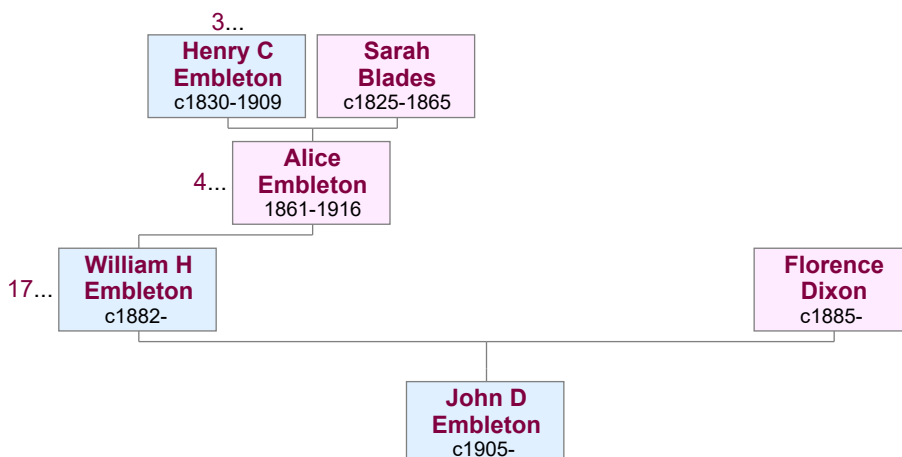 3...
Henry C
Embleton
c1830-1909
Sarah
Blades
c1825-1865
4...
Alice
Embleton
1861-1916
17...
William H
Embleton
c1882-
Florence
Dixon
c1885-
John D
Embleton
c1905-